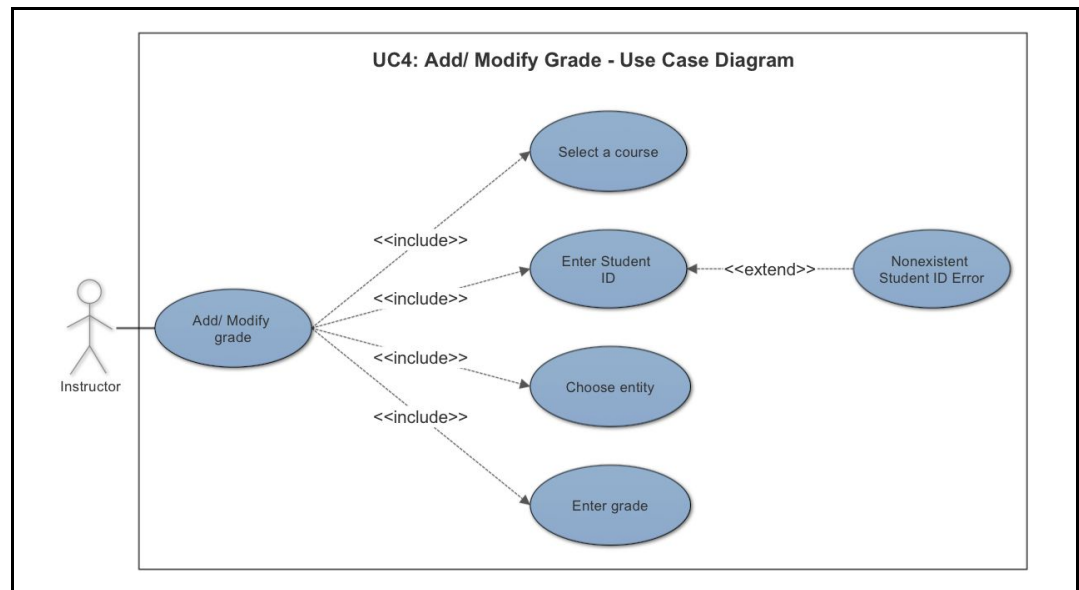 UC4: Add/ Modify Grade - Use Case Diagram
Select a course
<<include>>
Enter Student
ID
<<extend>>
Nonexistent
Student ID Error
<<include>>
Add/ Modify
grade
Instructor
<<include>>
Choose entity
<<include>>
Enter grade